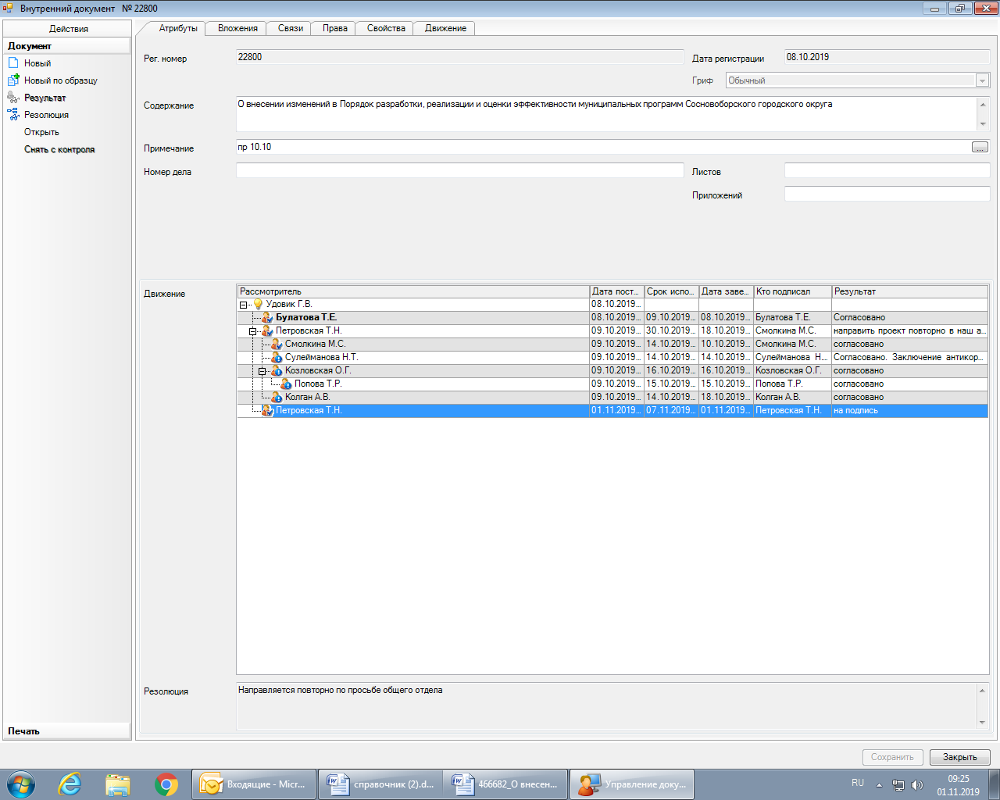 Внутренний документ № 22800
Действия
Документ
Новый
Новый по образцу
Результат
Резолюция
Открыть
Снять с контроля
Печать
Атрибуты Вложения Связи Права Свойства Движение
Рег. номер 22800 Дата регистрации 08.10.2019
Гриф Обычный
Содержание О внесении изменений в Порядок разработки, реализации и оценки эффективности муниципальных программ Сосновоборского городского округа
Примечание пр 10.10 ...
Номер дела Листов
Приложений
Движение
Рассмотритель Дата пост... Срок испо... Дата заве... Кто подписал Результат
Удовик Г.В. 08.10.2019...
Булатова Т.Е. 08.10.2019... 09.10.2019... 08.10.2019... Булатова Т.Е. Согласовано
Петровская Т.Н. 09.10.2019... 30.10.2019... 18.10.2019... Смолкина М.С. направить проект повторно в наш а...
Смолкина М.С. 09.10.2019... 14.10.2019... 10.10.2019... Смолкина М.С. согласовано
Сулейманова Н.Т. 09.10.2019... 14.10.2019... 14.10.2019... Сулейманова Н... Согласовано. Заключение антикор...
Козловская О.Г. 09.10.2019... 16.10.2019... 16.10.2019... Козловская О.Г. согласовано
Попова Т.Р. 09.10.2019... 15.10.2019... 15.10.2019... Попова Т.Р. согласовано
Колган А.В. 09.10.2019... 14.10.2019... 18.10.2019... Колган А.В. согласовано
Петровская Т.Н. 01.11.2019... 07.11.2019... 01.11.2019... Петровская Т.Н. на подпись
Резолюция Направляется повторно по просьбе общего отдела
Сохранить Закрыть
Входящие - Micr... справочник (2).d... 466682_О внесен... Управление доку... RU 09:25
01.11.2019